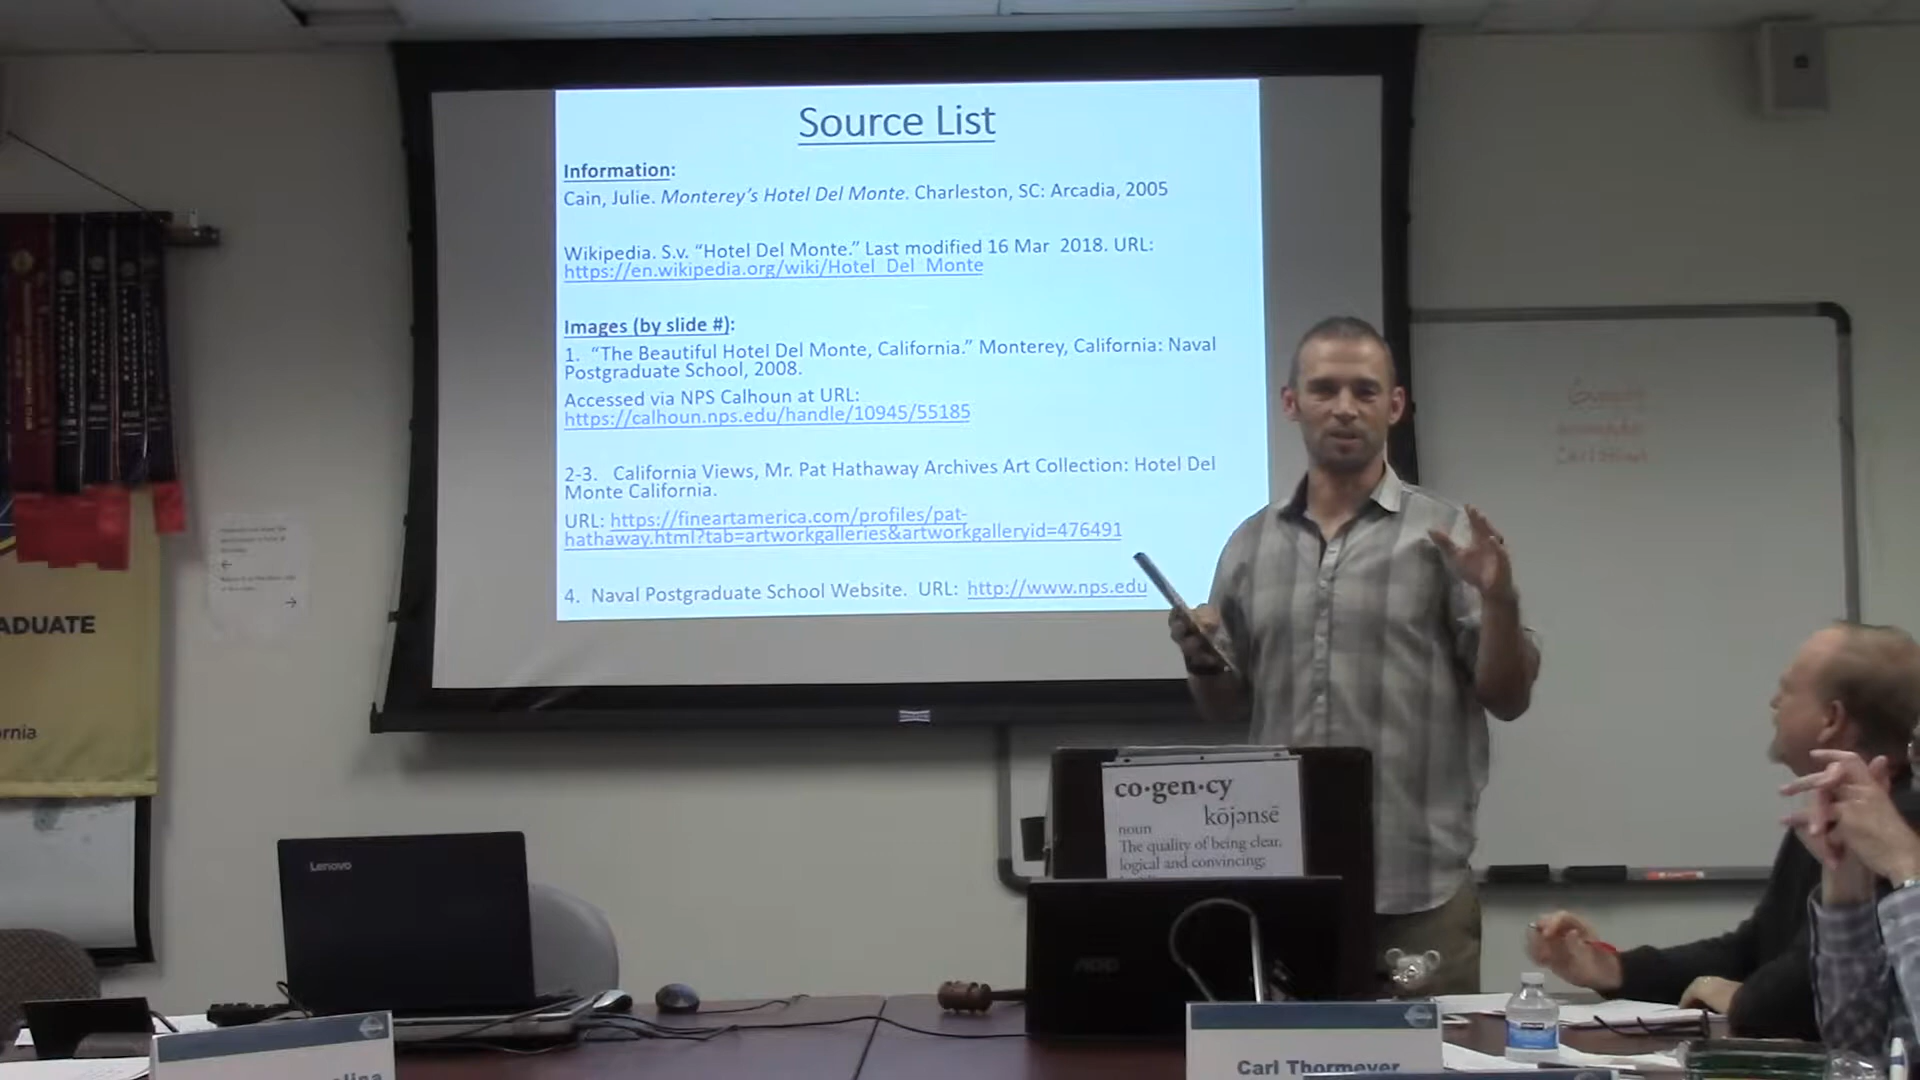 Source List
Information:
Cain, Julie. Monterey's Hotel Del Monte. Charleston, SC: Arcadia, 2005
Wikipedia. S.v. “Hotel Del Monte.” Last modified 16 Mar 2018. URL:
https://en.wikipedia.org/wiki/Hotel_Del_Monte
Images (by slide #):
1. “The Beautiful Hotel Del Monte, California.” Monterey, California: Naval
Postgraduate School, 2008.
Accessed via NPS Calhoun at URL:
https://calhoun.nps.edu/handle/10945/55185
2-3. California Views, Mr. Pat Hathaway Archives Art Collection: Hotel Del
Monte California.
URL: https://fineartamerica.com/profiles/pat-
hathaway.html?tab=artworkgalleries&artworkgalleryid=476491
4. Naval Postgraduate School Website. URL: http://www.nps.edu
ADUATE
ornia
co·gen·cy
kōjənsē
noun
The quality of being clear,
logical and convincing;
Lenovo
Carl Thormeyer